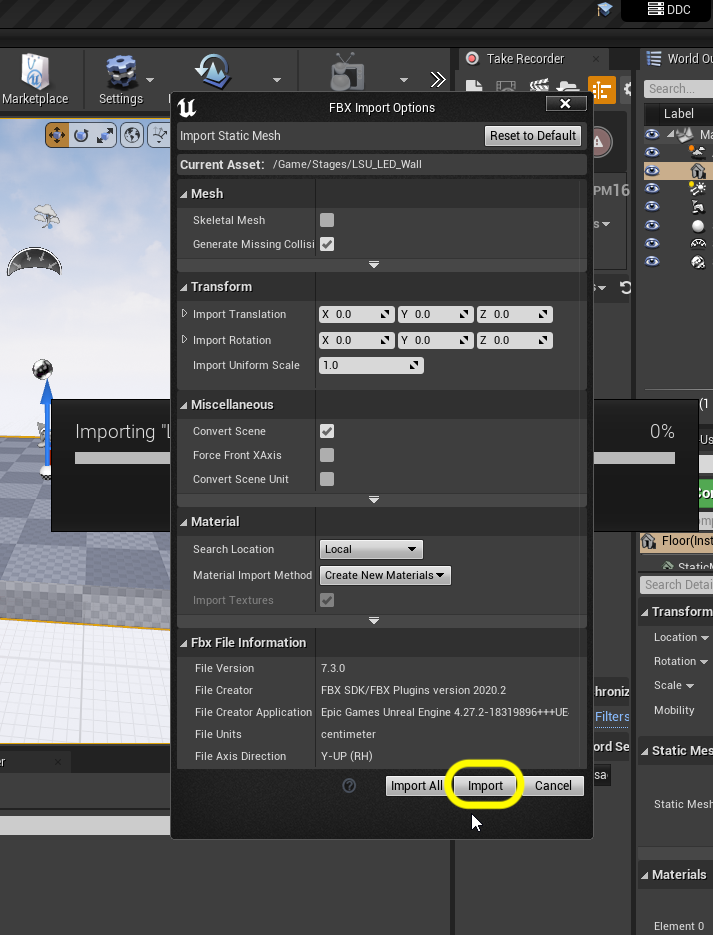 DDC
Marketplace
Settings
Take Recorder
World Ou
Search...
Label
Ma
PM16
FBX Import Options
Import Static Mesh
Reset to Default
Current Asset: /Game/Stages/LSU_LED_Wall
Mesh
Skeletal Mesh
Generate Missing Collisi
Transform
Import Translation X 0.0 Y 0.0 Z 0.0
Import Rotation X 0.0 Y 0.0 Z 0.0
Import Uniform Scale 1.0
Miscellaneous
Convert Scene
Force Front XAxis
Convert Scene Unit
Material
Search Location Local
Material Import Method Create New Materials
Import Textures
Fbx File Information
File Version 7.3.0
File Creator FBX SDK/FBX Plugins version 2020.2
File Creator Application Epic Games Unreal Engine 4.27.2-18319896+++UE
File Units centimeter
File Axis Direction Y-UP (RH)
Import All
Import
Cancel
Importing "L
0%
(1
Us
Floor(Inst
StaticM
Search Detai
Transform
Location
Rotation
Scale
Mobility
hroniz
Filters
ord Se
Static Mes
Static Mesh
Materials
Element 0